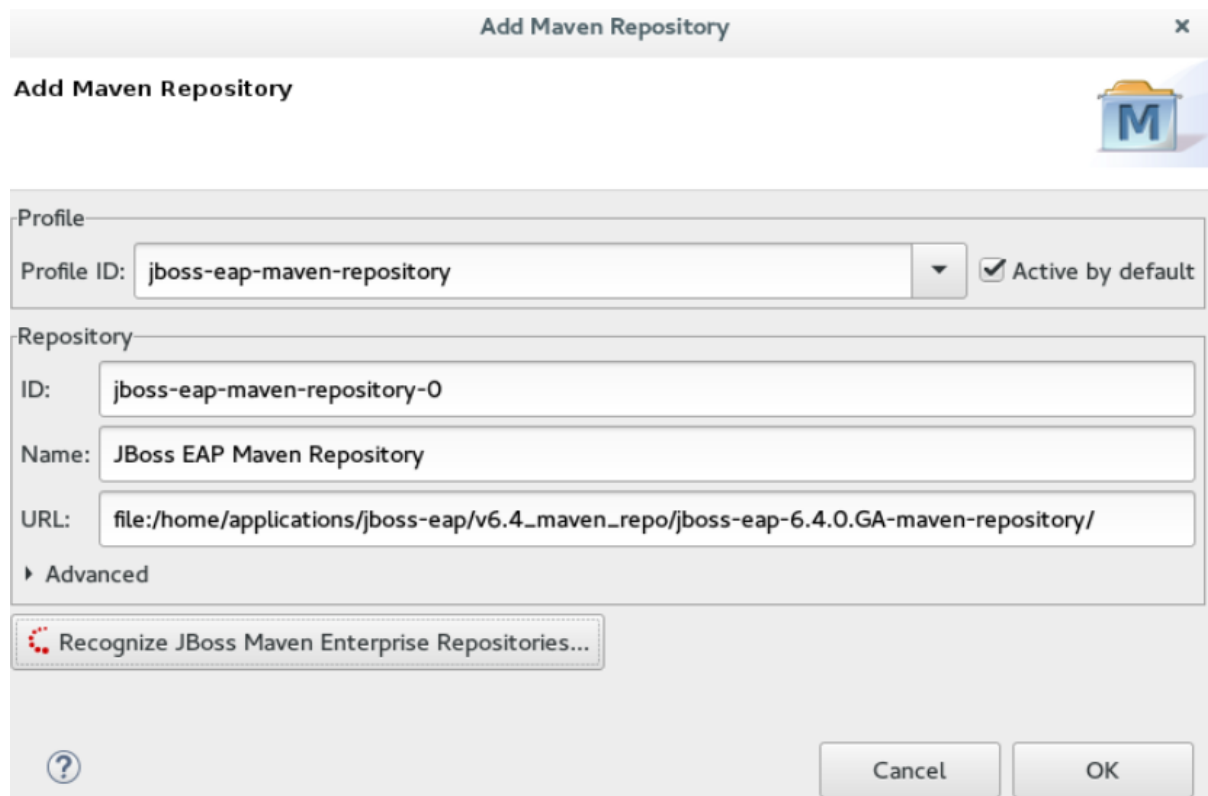 Add Maven Repository
×
Add Maven Repository
M
Profile
Profile ID: jboss-eap-maven-repository Active by default
Repository
ID: jboss-eap-maven-repository-0
Name: JBoss EAP Maven Repository
URL: file:/home/applications/jboss-eap/v6.4_maven_repo/jboss-eap-6.4.0.GA-maven-repository/
Advanced
Recognize JBoss Maven Enterprise Repositories...
?
Cancel OK